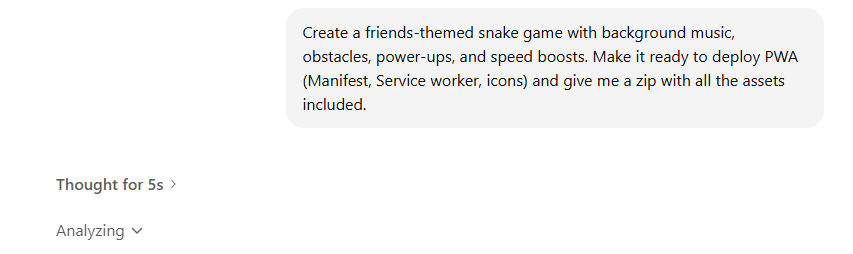 Create a friends-themed snake game with background music,
obstacles, power-ups, and speed boosts. Make it ready to deploy PWA
(Manifest, Service worker, icons) and give me a zip with all the assets
included.
Thought for 5s
Analyzing